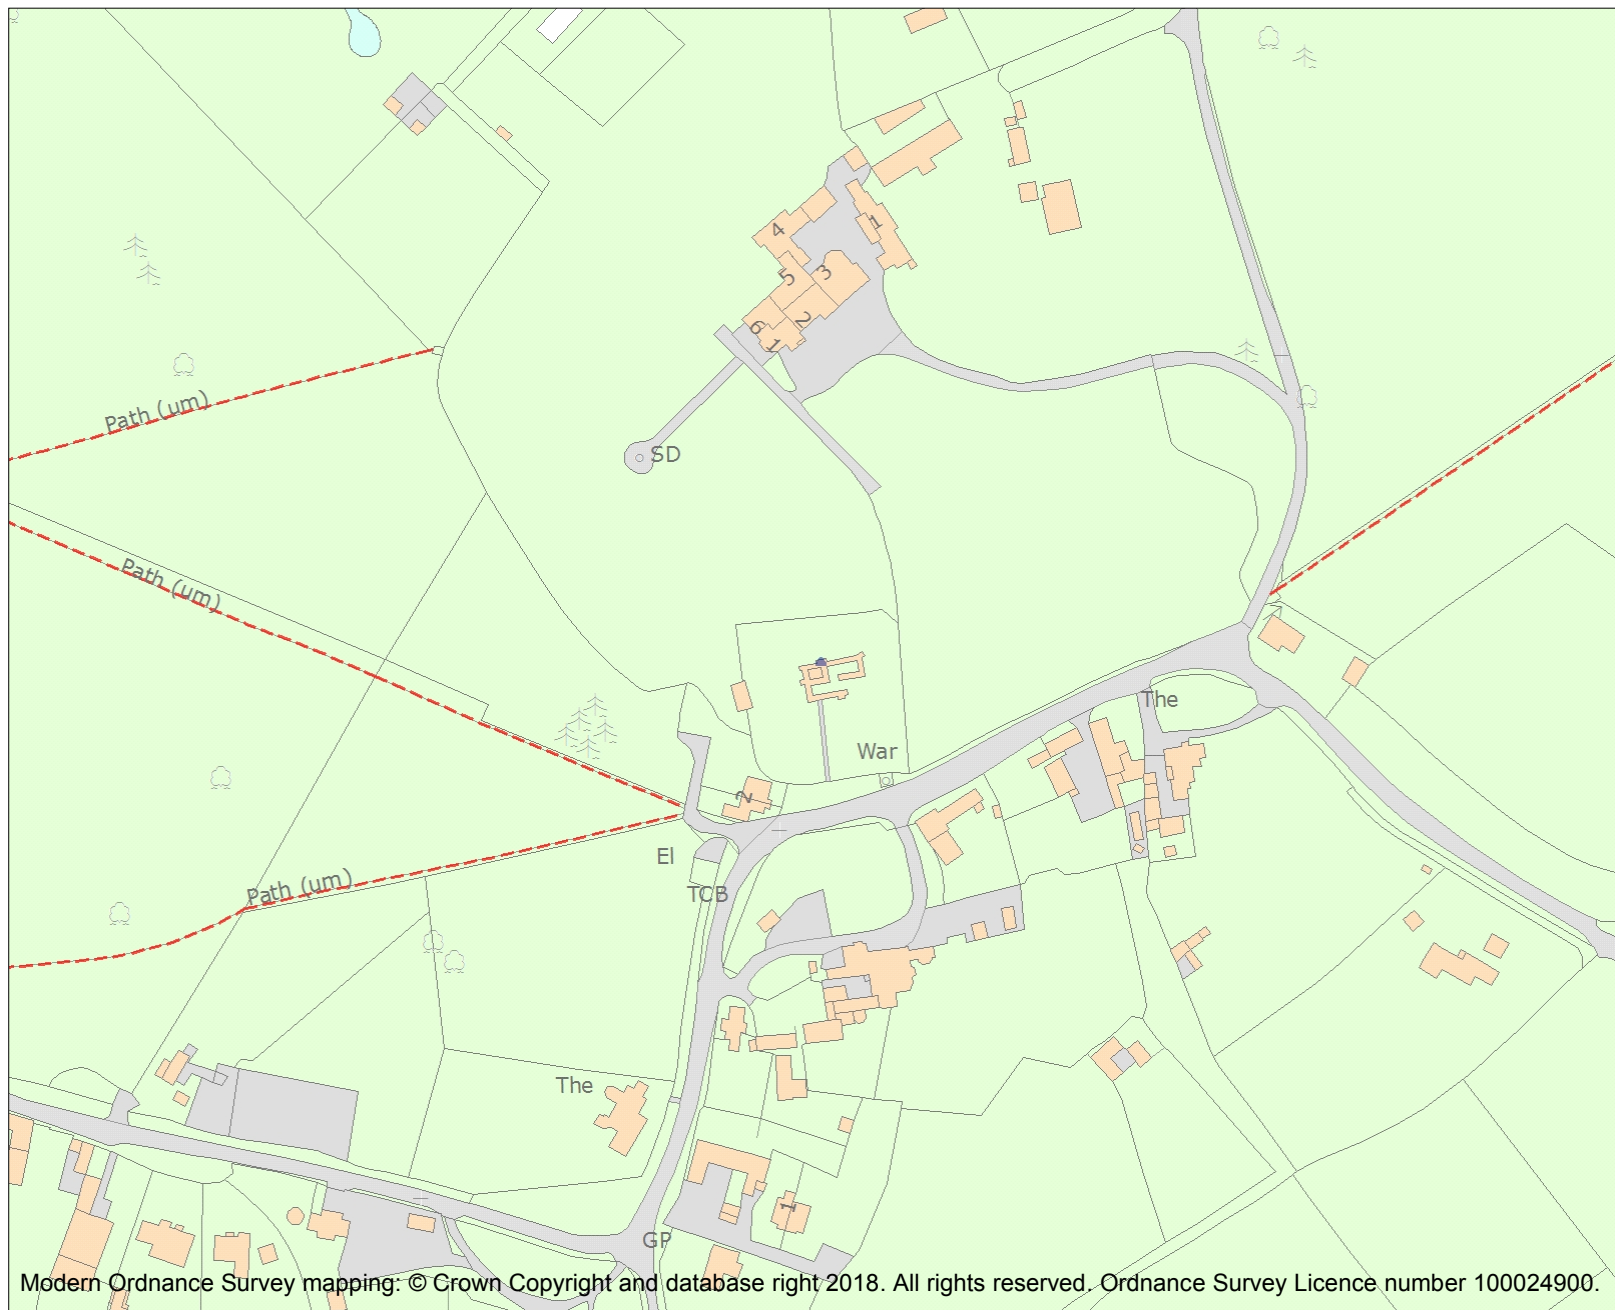 1
4
3
5
2
6
1
Path (um)
SD
Path (um)
The
War
2
El
TCB
Path (um)
The
1
GP
Modern Ordnance Survey mapping: © Crown Copyright and database right 2018. All rights reserved. Ordnance Survey Licence number 100024900.